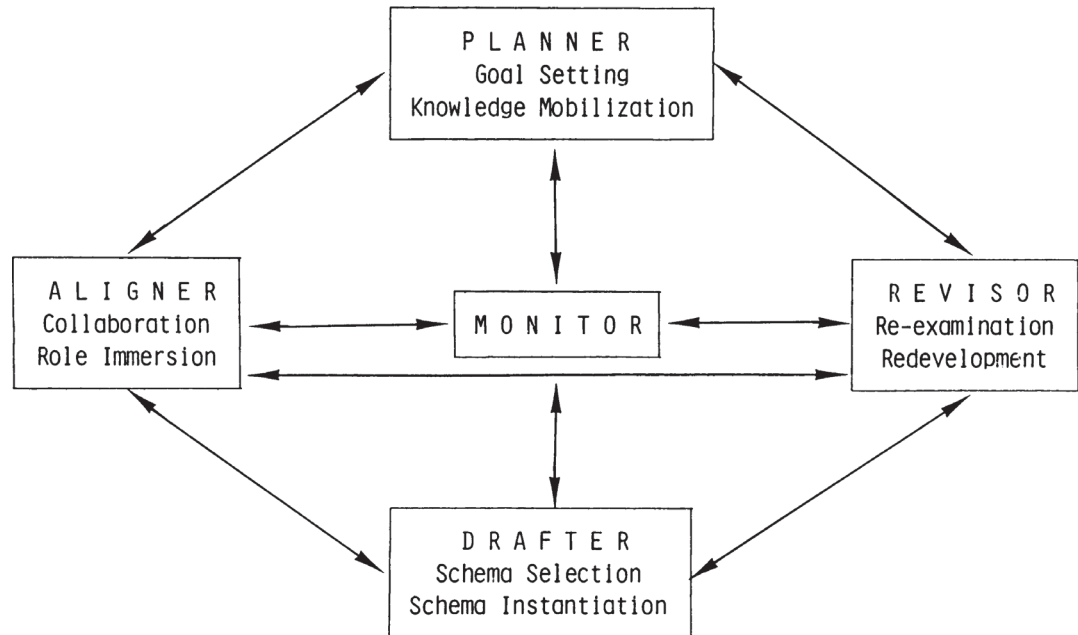 PLANNER
Goal Setting
Knowledge Mobilization
ALIGNER
Collaboration
Role Immersion
MONITOR
REVISOR
Re-examination
Redevelopment
DRAFTER
Schema Selection
Schema Instantiation